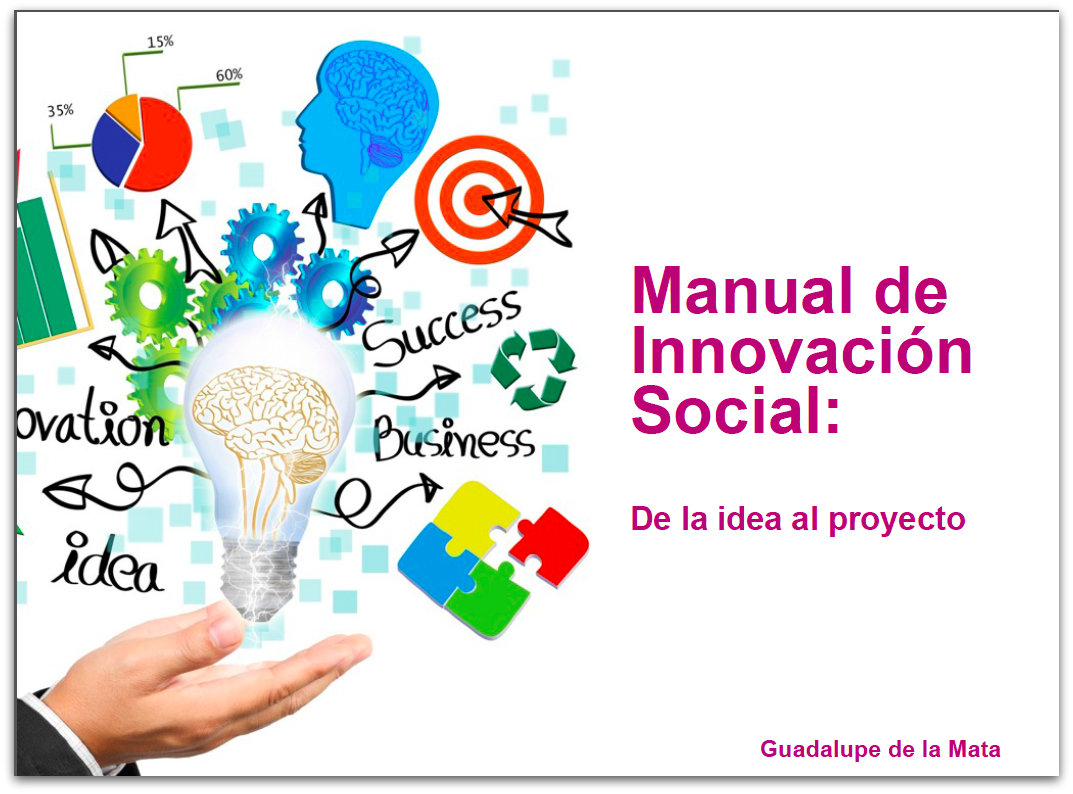 15%
60%
35%
Success
ovation
Business
idea
Manual de
Innovación
Social:
De la idea al proyecto
Guadalupe de la Mata